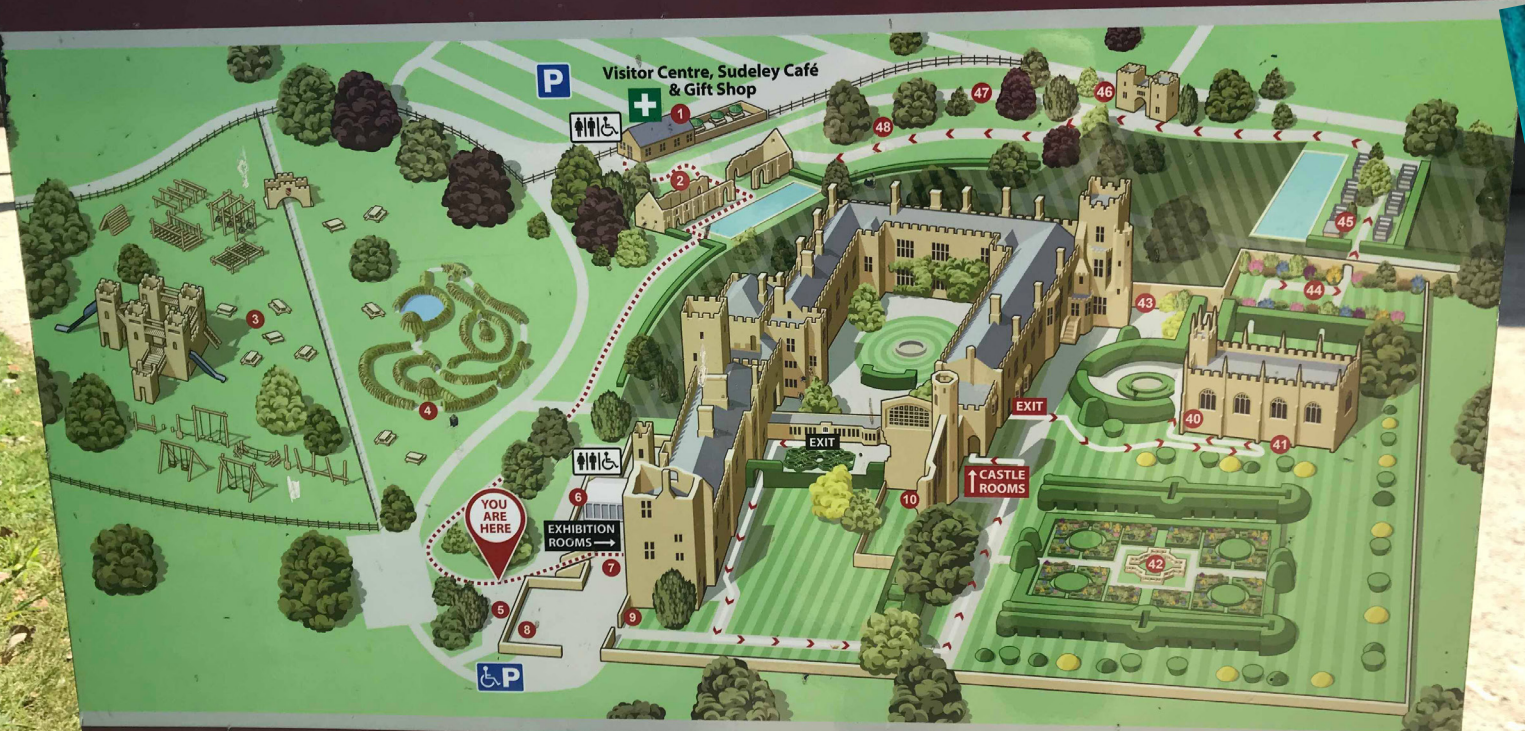 P
Visitor Centre, Sudeley Café
& Gift Shop
1
2
3
4
47
46
48
45
44
43
EXIT
40
41
EXIT
CASTLE
ROOMS
10
42
YOU
ARE
HERE
6
EXHIBITION
ROOMS
7
5
8
9
P